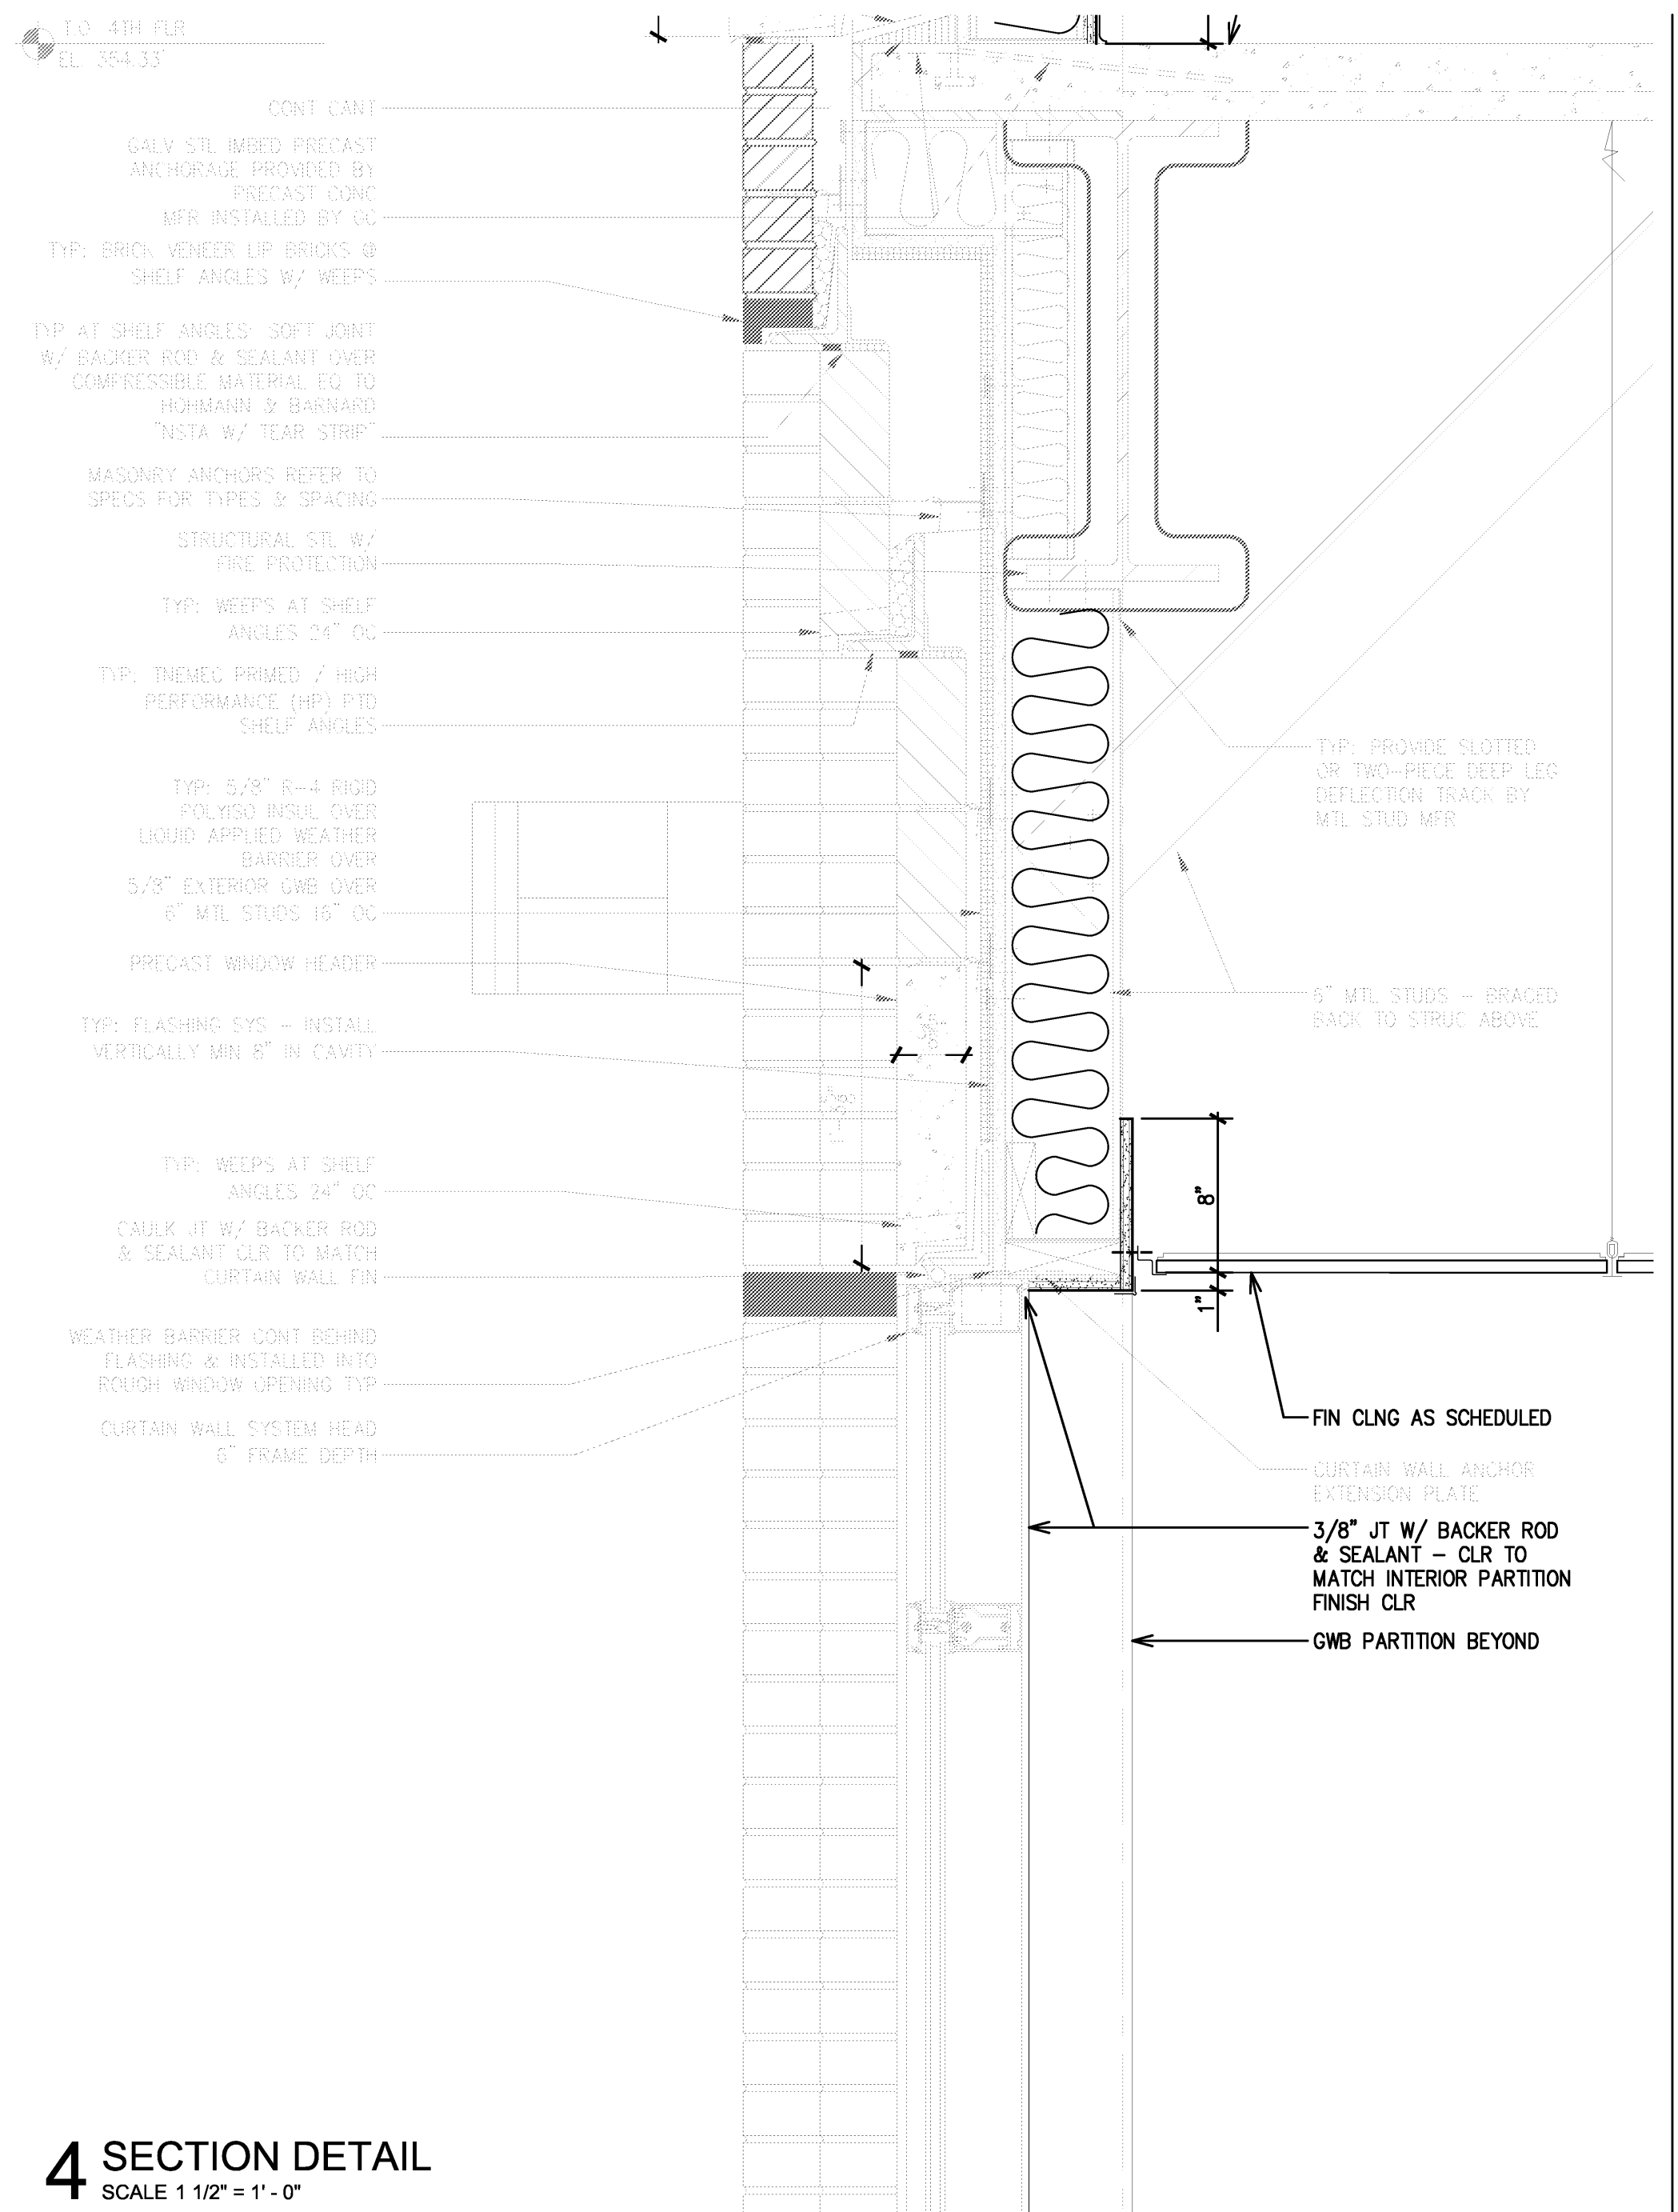 T.O. 4TH FLR
EL. 354.33'
CONT CANT
GALV STL IMBED PRECAST
ANCHORAGE PROVIDED BY
PRECAST CONC
MFR INSTALLED BY GC
TYP: BRICK VENEER LIP BRICKS @
SHELF ANGLES W/ WEEPS
TYP AT SHELF ANGLES: SOFT JOINT
W/ BACKER ROD & SEALANT OVER
COMPRESSIBLE MATERIAL EQ TO
HOHMANN & BARNARD
"NSTA W/ TEAR STRIP"
MASONRY ANCHORS REFER TO
SPECS FOR TYPES & SPACING
STRUCTURAL STL W/
FIRE PROTECTION
TYP: WEEPS AT SHELF
ANGLES 24" OC
TYP: TNEMEC PRIMED / HIGH
PERFORMANCE (HP) PTD
SHELF ANGLES
TYP: 5/8" R-4 RIGID
POLYISO INSUL OVER
LIQUID APPLIED WEATHER
BARRIER OVER
5/8" EXTERIOR GWB OVER
6" MTL STUDS 16" OC
PRECAST WINDOW HEADER
TYP: FLASHING SYS - INSTALL
VERTICALLY MIN 8" IN CAVITY
TYP: WEEPS AT SHELF
ANGLES 24" OC
CAULK JT W/ BACKER ROD
& SEALANT CLR TO MATCH
CURTAIN WALL FIN
WEATHER BARRIER CONT BEHIND
FLASHING & INSTALLED INTO
ROUGH WINDOW OPENING TYP
CURTAIN WALL SYSTEM HEAD
6" FRAME DEPTH
TYP: PROVIDE SLOTTED
OR TWO-PIECE DEEP LEG
DEFLECTION TRACK BY
MTL STUD MFR
6" MTL STUDS - BRACED
BACK TO STRUC ABOVE
8"
1"
FIN CLNG AS SCHEDULED
CURTAIN WALL ANCHOR
EXTENSION PLATE
3/8" JT W/ BACKER ROD
& SEALANT - CLR TO
MATCH INTERIOR PARTITION
FINISH CLR
GWB PARTITION BEYOND
4 SECTION DETAIL
SCALE 1 1/2" = 1' - 0"